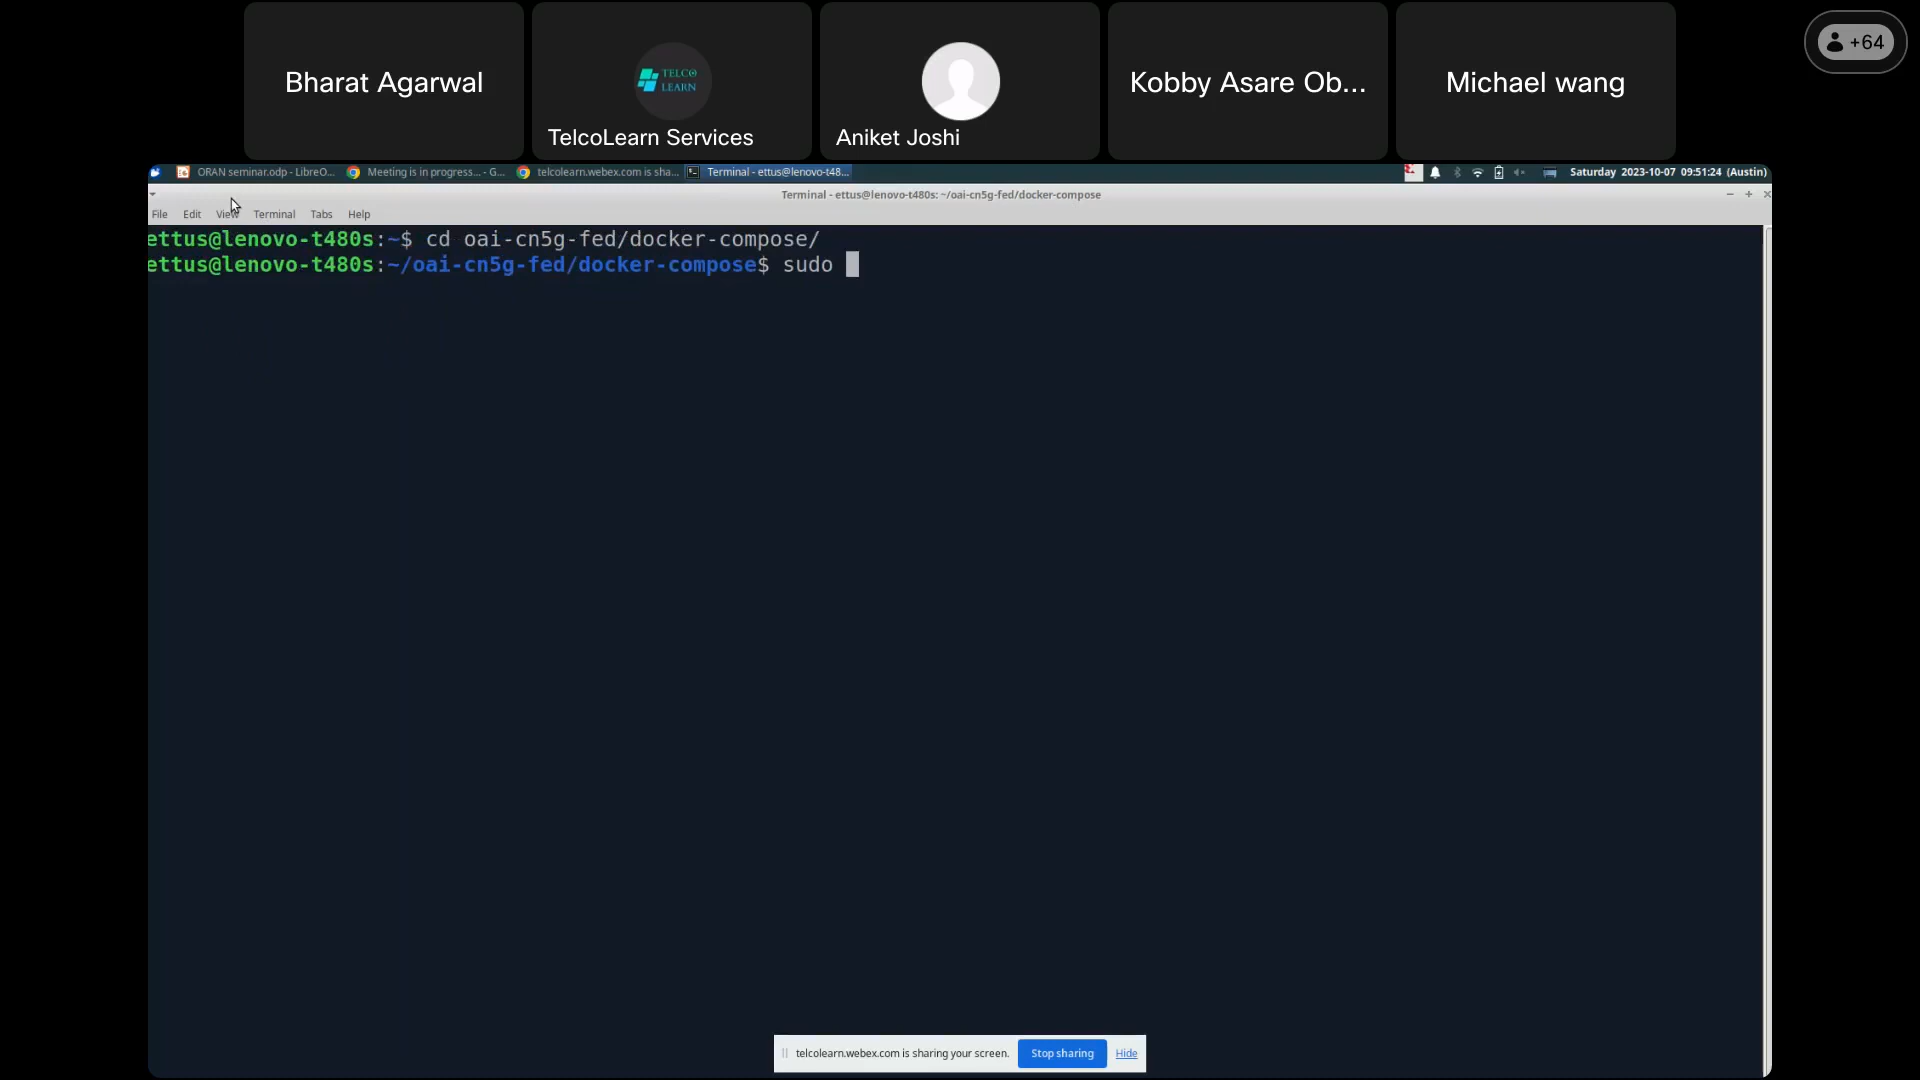 Bharat Agarwal
TELCO
LEARN
TelcoLearn Services
Aniket Joshi
Kobby Asare Ob...
Michael wang
+64
ORAN seminar.odp - LibreO...
Meeting is in progress... - G...
telcolearn.webex.com is sha...
Terminal - ettus@lenovo-t48...
Saturday 2023-10-07 09:51:24 (Austin)
Terminal - ettus@lenovo-t480s: ~/oai-cn5g-fed/docker-compose
File Edit View Terminal Tabs Help
ettus@lenovo-t480s:~$ cd oai-cn5g-fed/docker-compose/
ettus@lenovo-t480s:~/oai-cn5g-fed/docker-compose$ sudo
telcolearn.webex.com is sharing your screen. Stop sharing Hide